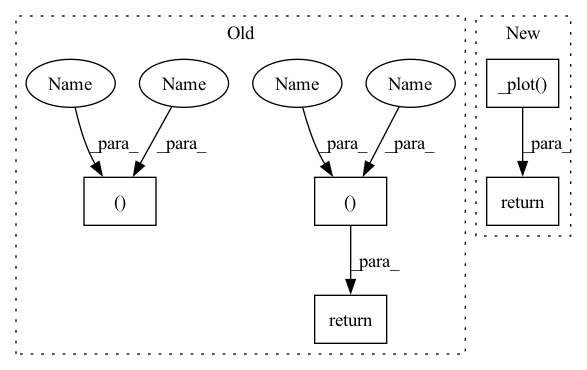 Old
New
Name
Name
Name
Name
_plot()
_para_
_para_
_para_
_para_
_para_
()
()
return
_para_
return